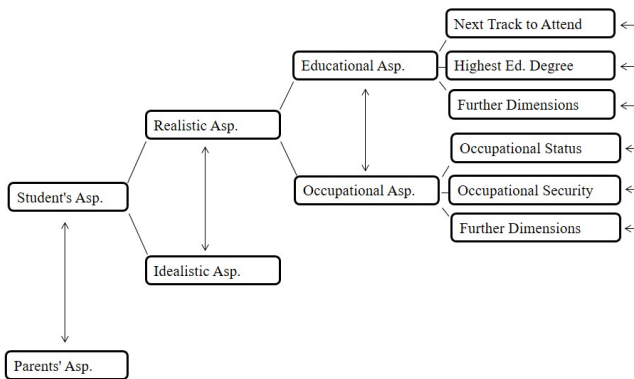 Next Track to Attend
Educational Asp.
Highest Ed. Degree
Further Dimensions
Realistic Asp.
Occupational Status
Student's Asp.
Occupational Asp.
Occupational Security
Further Dimensions
Idealistic Asp.
Parents' Asp.